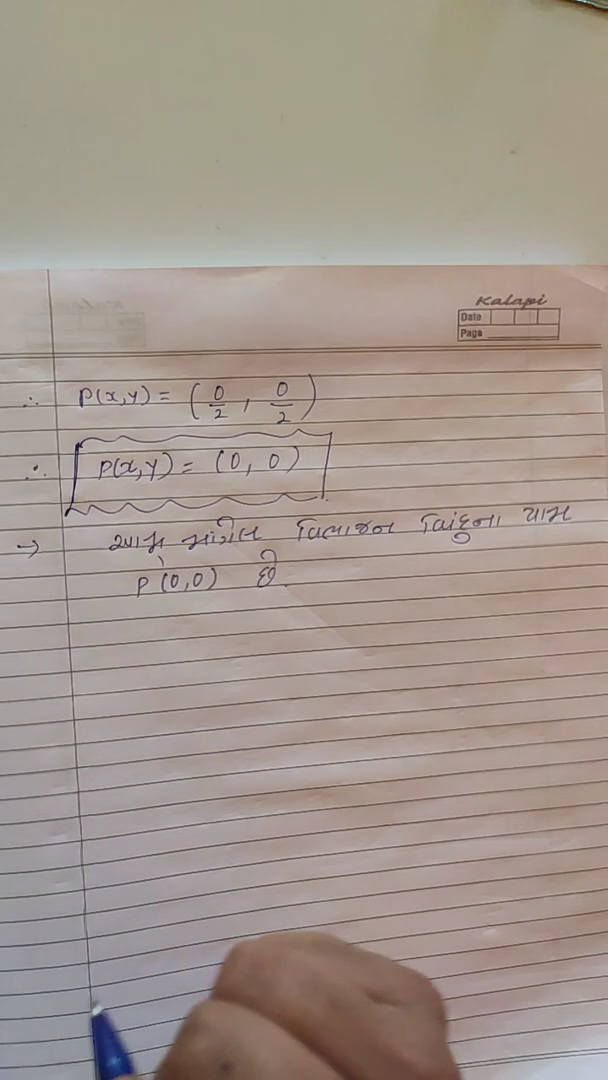 Kalapi
Date
Page
∴ P(x,y) = (0/2, 0/2)
∴ P(x,y) = (0, 0)
→ આમ માંગેલ વિભાજન બિંદુના યામ
P(0,0) છે.